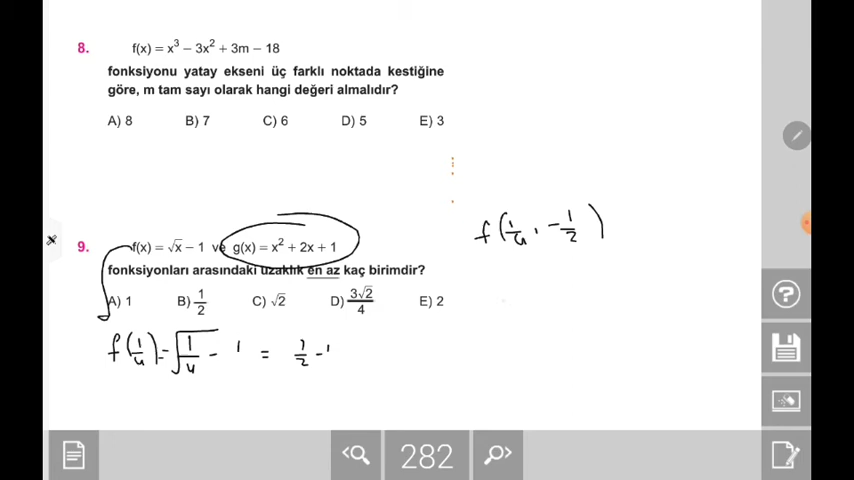 8. f(x) = x³ − 3x² + 3m − 18
fonksiyonu yatay ekseni üç farklı noktada kestiğine
göre, m tam sayı olarak hangi değeri almalıdır?
A) 8 B) 7 C) 6 D) 5 E) 3
f(1/4, -1/2)
9. f(x) = √x − 1 ve g(x) = x² + 2x + 1
fonksiyonları arasındaki uzaklık en az kaç birimdir?
A) 1 B) 1/2 C) √2 D) 3√2/4 E) 2
f(1/4) = √1/4 - 1 = 1/2 - 1
282